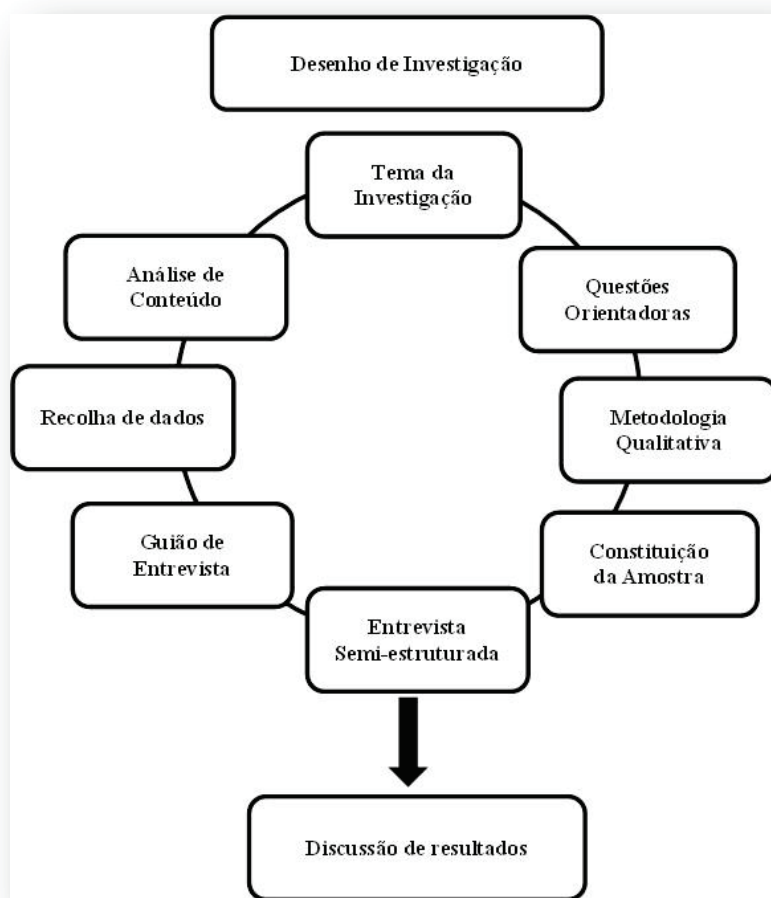 Desenho de Investigação
Tema da
Investigação
Questões
Orientadoras
Metodologia
Qualitativa
Constituição
da Amostra
Entrevista
Semi-estruturada
Guião de
Entrevista
Recolha de dados
Análise de
Conteúdo
Discussão de resultados